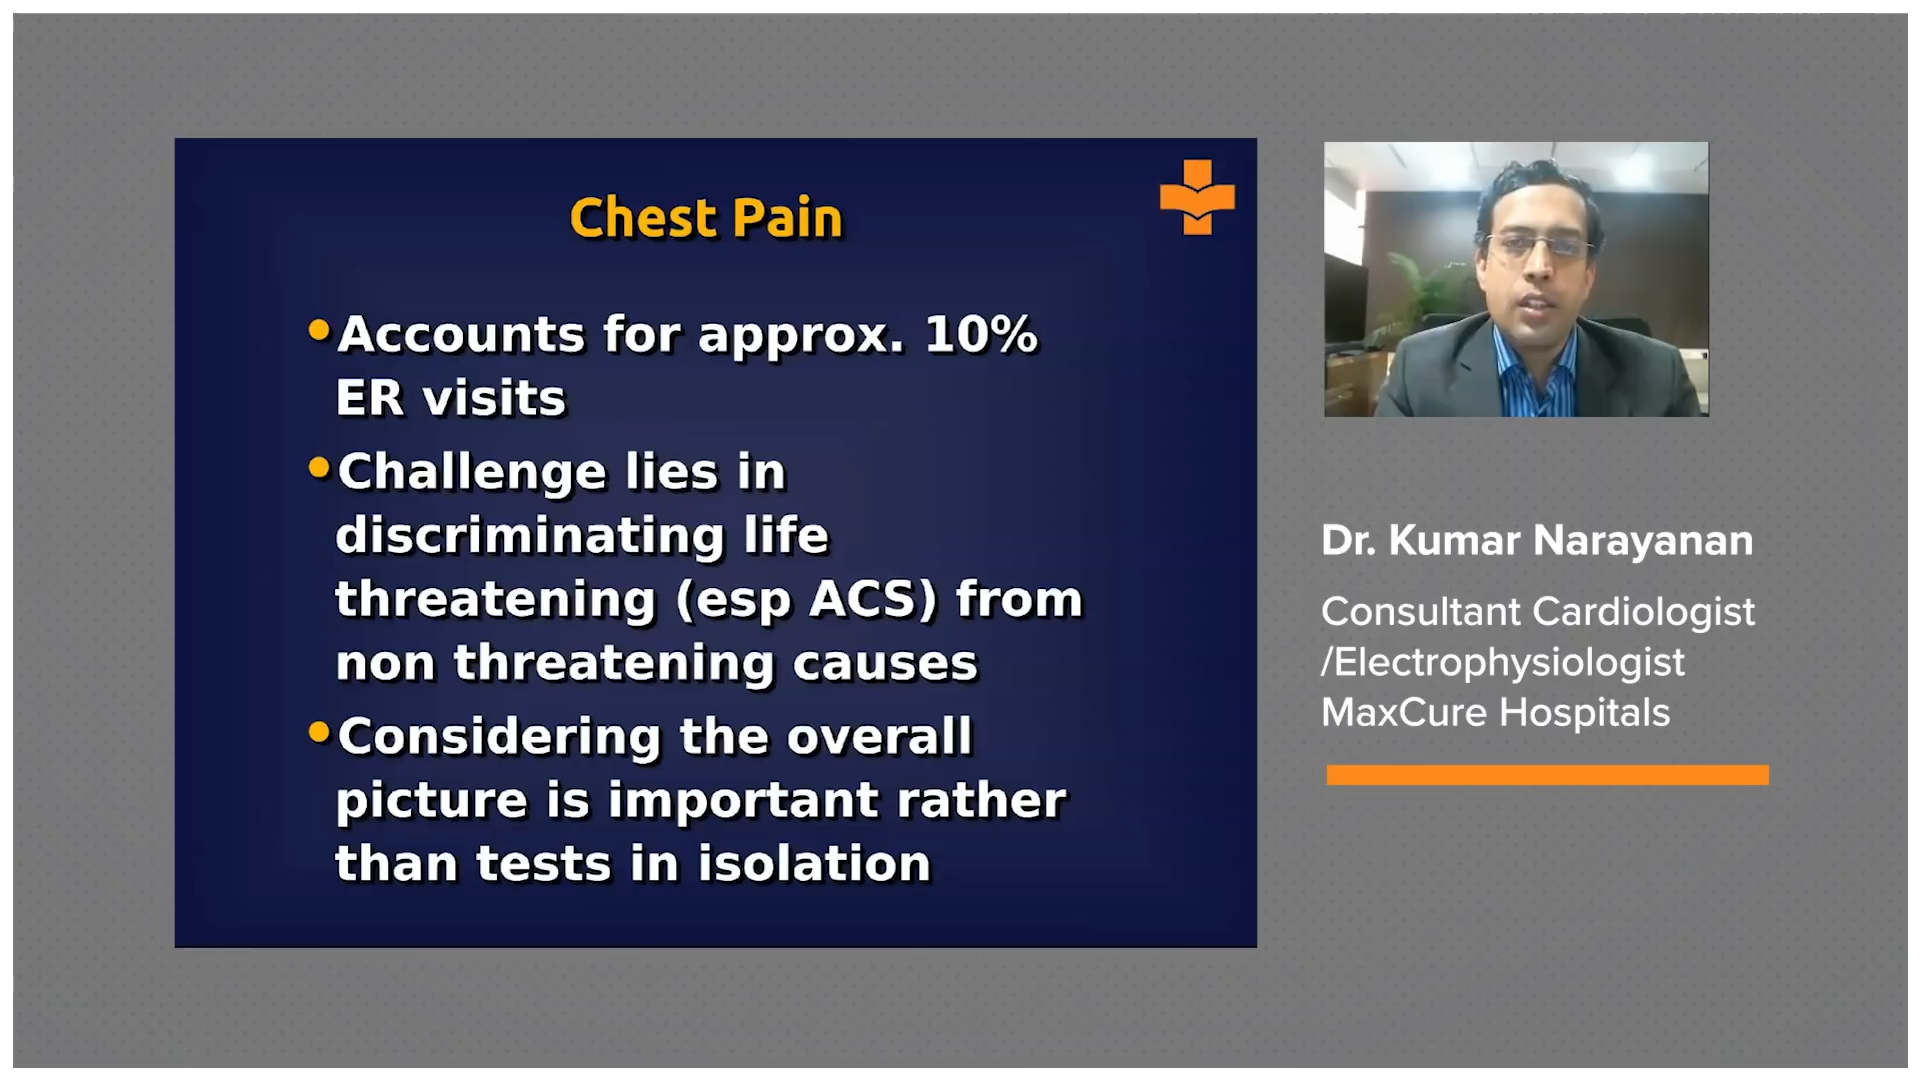 Chest Pain
•Accounts for approx. 10%
ER visits
•Challenge lies in
discriminating life
threatening (esp ACS) from
non threatening causes
•Considering the overall
picture is important rather
than tests in isolation
Dr. Kumar Narayanan
Consultant Cardiologist
/Electrophysiologist
MaxCure Hospitals